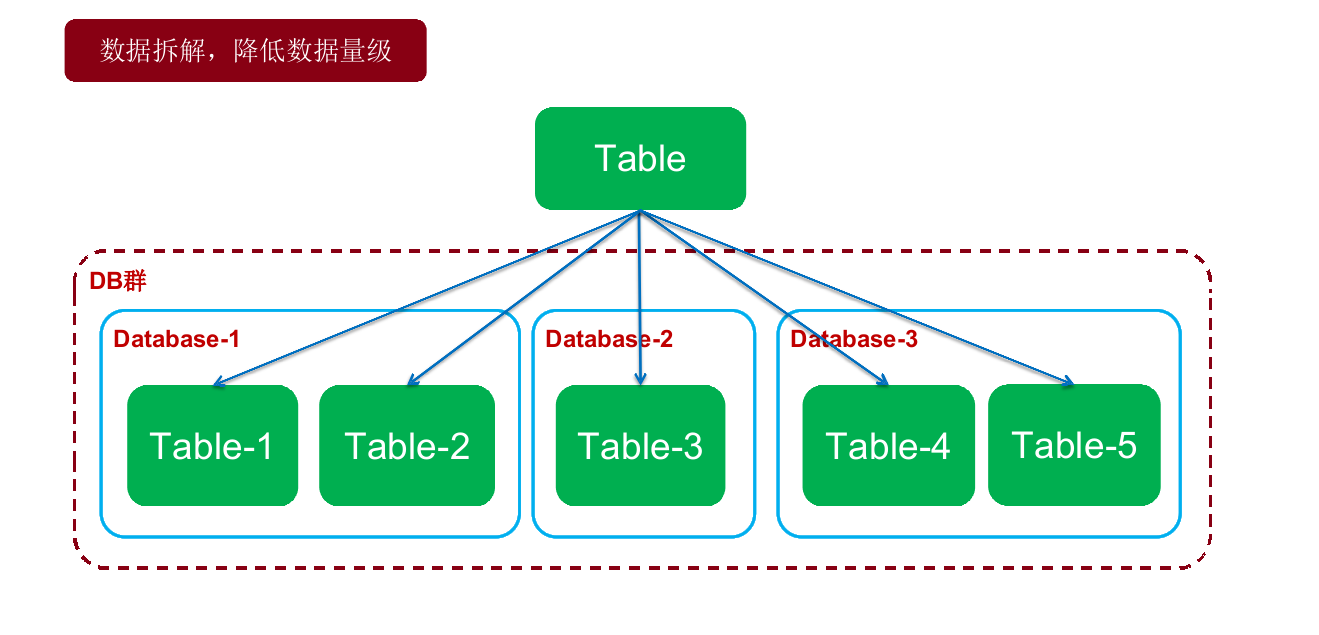 数据拆解，降低数据量级
Table
DB群
Database-1
Database-2
Database-3
Table-1
Table-2
Table-3
Table-4
Table-5